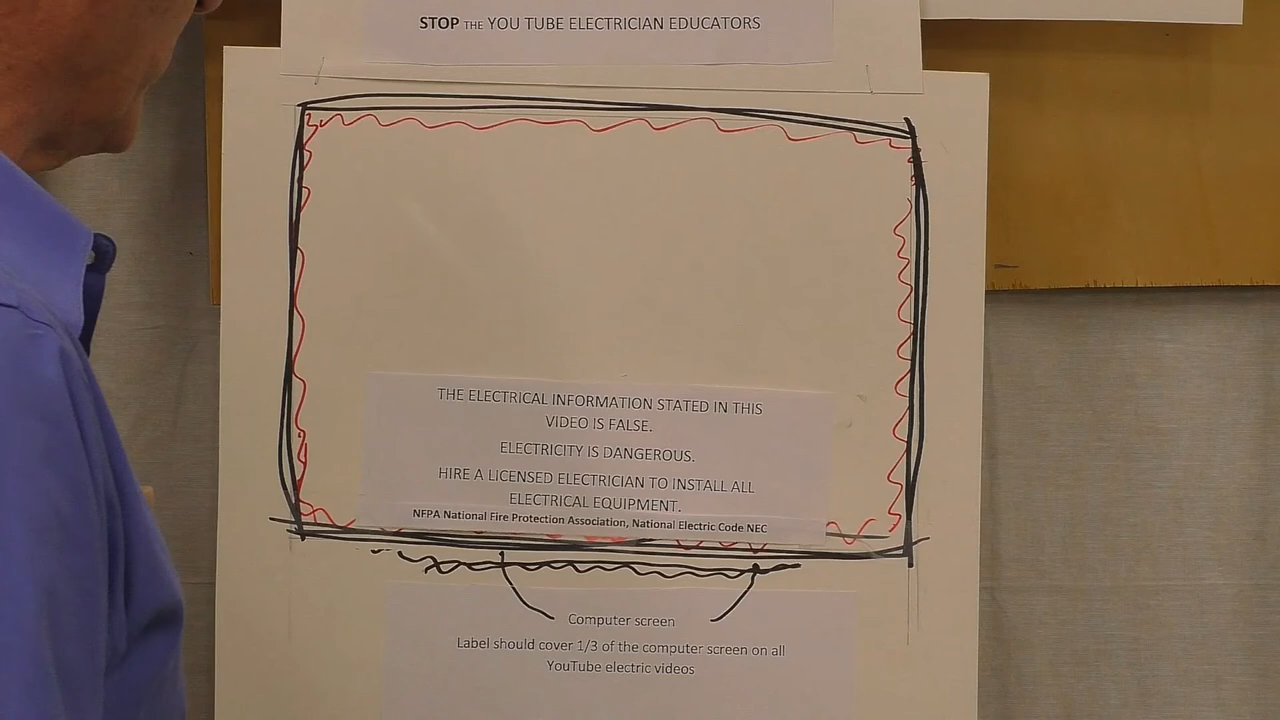 STOP THE YOU TUBE ELECTRICIAN EDUCATORS
THE ELECTRICAL INFORMATION STATED IN THIS
VIDEO IS FALSE.
ELECTRICITY IS DANGEROUS.
HIRE A LICENSED ELECTRICIAN TO INSTALL ALL
ELECTRICAL EQUIPMENT.
NFPA National Fire Protection Association, National Electric Code NEC
Computer screen
Label should cover 1/3 of the computer screen on all
YouTube electric videos